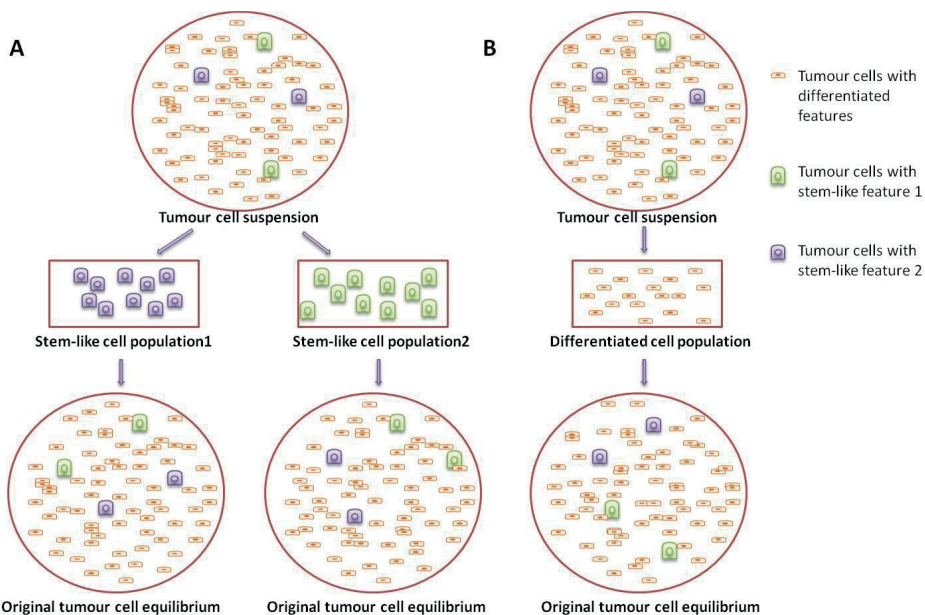 A
B
Tumour cells with
differentiated
features
Tumour cells with
stem-like feature 1
Tumour cells with
stem-like feature 2
Tumour cell suspension
Tumour cell suspension
Stem-like cell population1
Stem-like cell population2
Differentiated cell population
Original tumour cell equilibrium
Original tumour cell equilibrium
Original tumour cell equilibrium